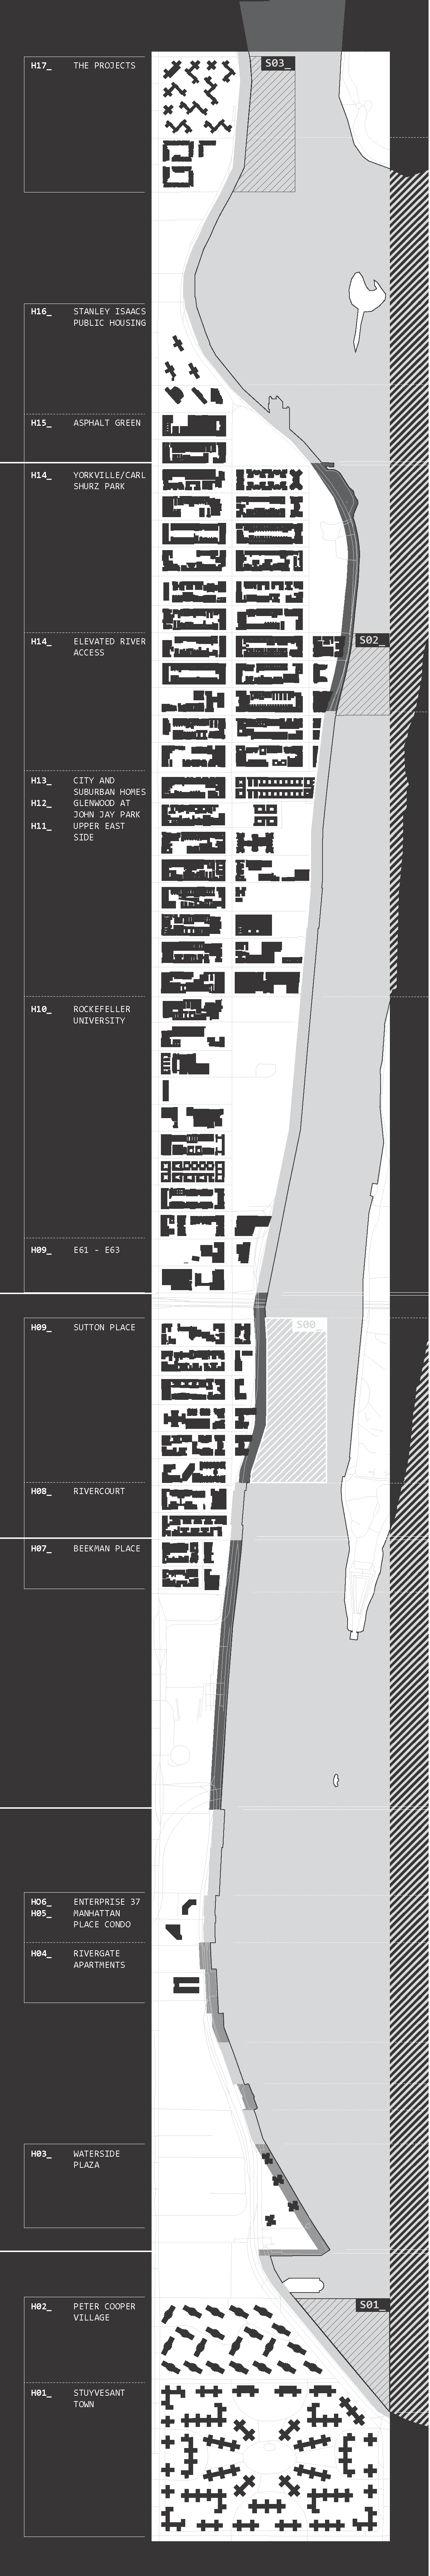 S03_
H17_ THE PROJECTS
H16_ STANLEY ISAACS
PUBLIC HOUSING
H15_ ASPHALT GREEN
H14_ YORKVILLE/CARL
SHURZ PARK
H14_ ELEVATED RIVER
ACCESS
S02_
H13_ CITY AND
SUBURBAN HOMES
H12_ GLENWOOD AT
JOHN JAY PARK
H11_ UPPER EAST
SIDE
H10_ ROCKEFELLER
UNIVERSITY
H09_ E61 - E63
S00_
H09_ SUTTON PLACE
H08_ RIVERCOURT
H07_ BEEKMAN PLACE
HO6_ ENTERPRISE 37
H05_ MANHATTAN
PLACE CONDO
H04_ RIVERGATE
APARTMENTS
H03_ WATERSIDE
PLAZA
S01_
H02_ PETER COOPER
VILLAGE
H01_ STUYVESANT
TOWN